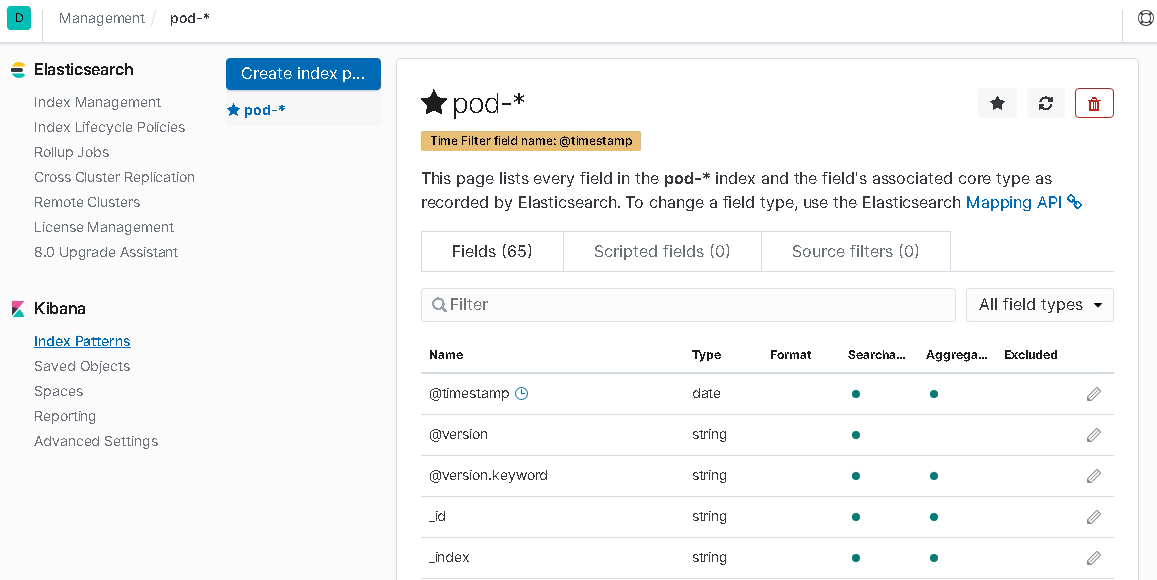 D Management / pod-*
Elasticsearch
Index Management
Index Lifecycle Policies
Rollup Jobs
Cross Cluster Replication
Remote Clusters
License Management
8.0 Upgrade Assistant
Kibana
Index Patterns
Saved Objects
Spaces
Reporting
Advanced Settings
Create index p...
pod-*
pod-*
Time Filter field name: @timestamp
This page lists every field in the pod-* index and the field's associated core type as
recorded by Elasticsearch. To change a field type, use the Elasticsearch Mapping API
Fields (65) Scripted fields (0) Source filters (0)
Filter All field types
Name Type Format Searcha... Aggrega... Excluded
@timestamp date
@version string
@version.keyword string
_id string
_index string